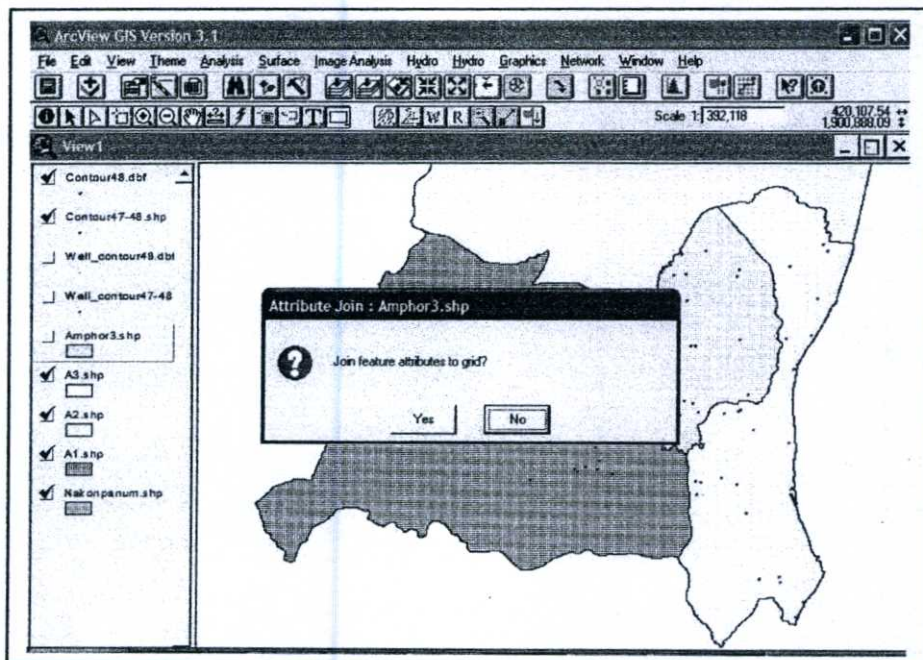 ArcView GIS Version 3.1
File Edit View Theme Analysis Surface Image Analysis Hydro Hydro Graphics Network Window Help
W R T
Scale 1: 392,118
420,107.54
1,900,888.09
View1
Contour48.dbf
Contour47-48.shp
Well_contour48.dbf
Well_contour47-48
Amphor3.shp
A3.shp
A2.shp
A1.shp
Nakonpanum.shp
Attribute Join : Amphor3.shp
Join feature attributes to grid?
Yes No